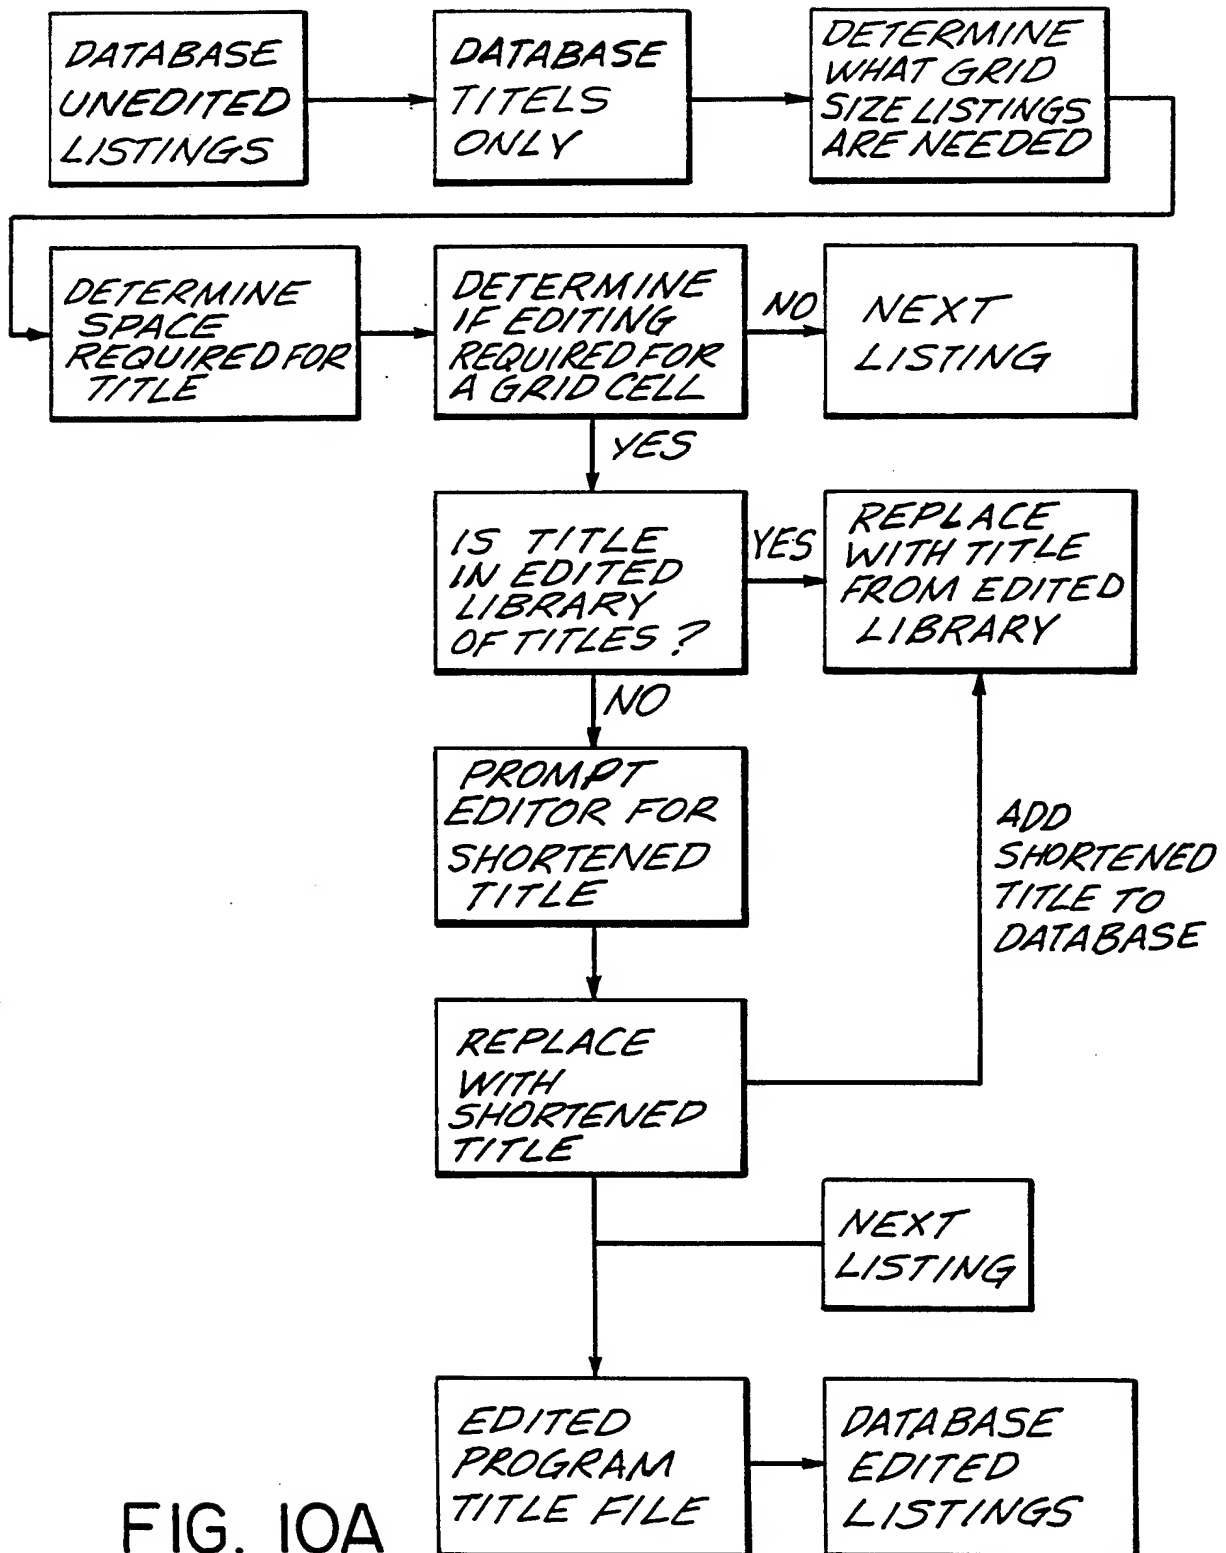 DATABASE
UNEDITED
LISTINGS
DATABASE
TITELS
ONLY
DETERMINE
WHAT GRID
SIZE LISTINGS
ARE NEEDED
DETERMINE
SPACE
REQUIRED FOR
TITLE
DETERMINE
IF EDITING
REQUIRED FOR
A GRID CELL
NO
NEXT
LISTING
YES
IS TITLE
IN EDITED
LIBRARY
OF TITLES ?
YES
REPLACE
WITH TITLE
FROM EDITED
LIBRARY
NO
PROMPT
EDITOR FOR
SHORTENED
TITLE
ADD
SHORTENED
TITLE TO
DATABASE
REPLACE
WITH
SHORTENED
TITLE
NEXT
LISTING
EDITED
PROGRAM
TITLE FILE
DATABASE
EDITED
LISTINGS
FIG. 10A